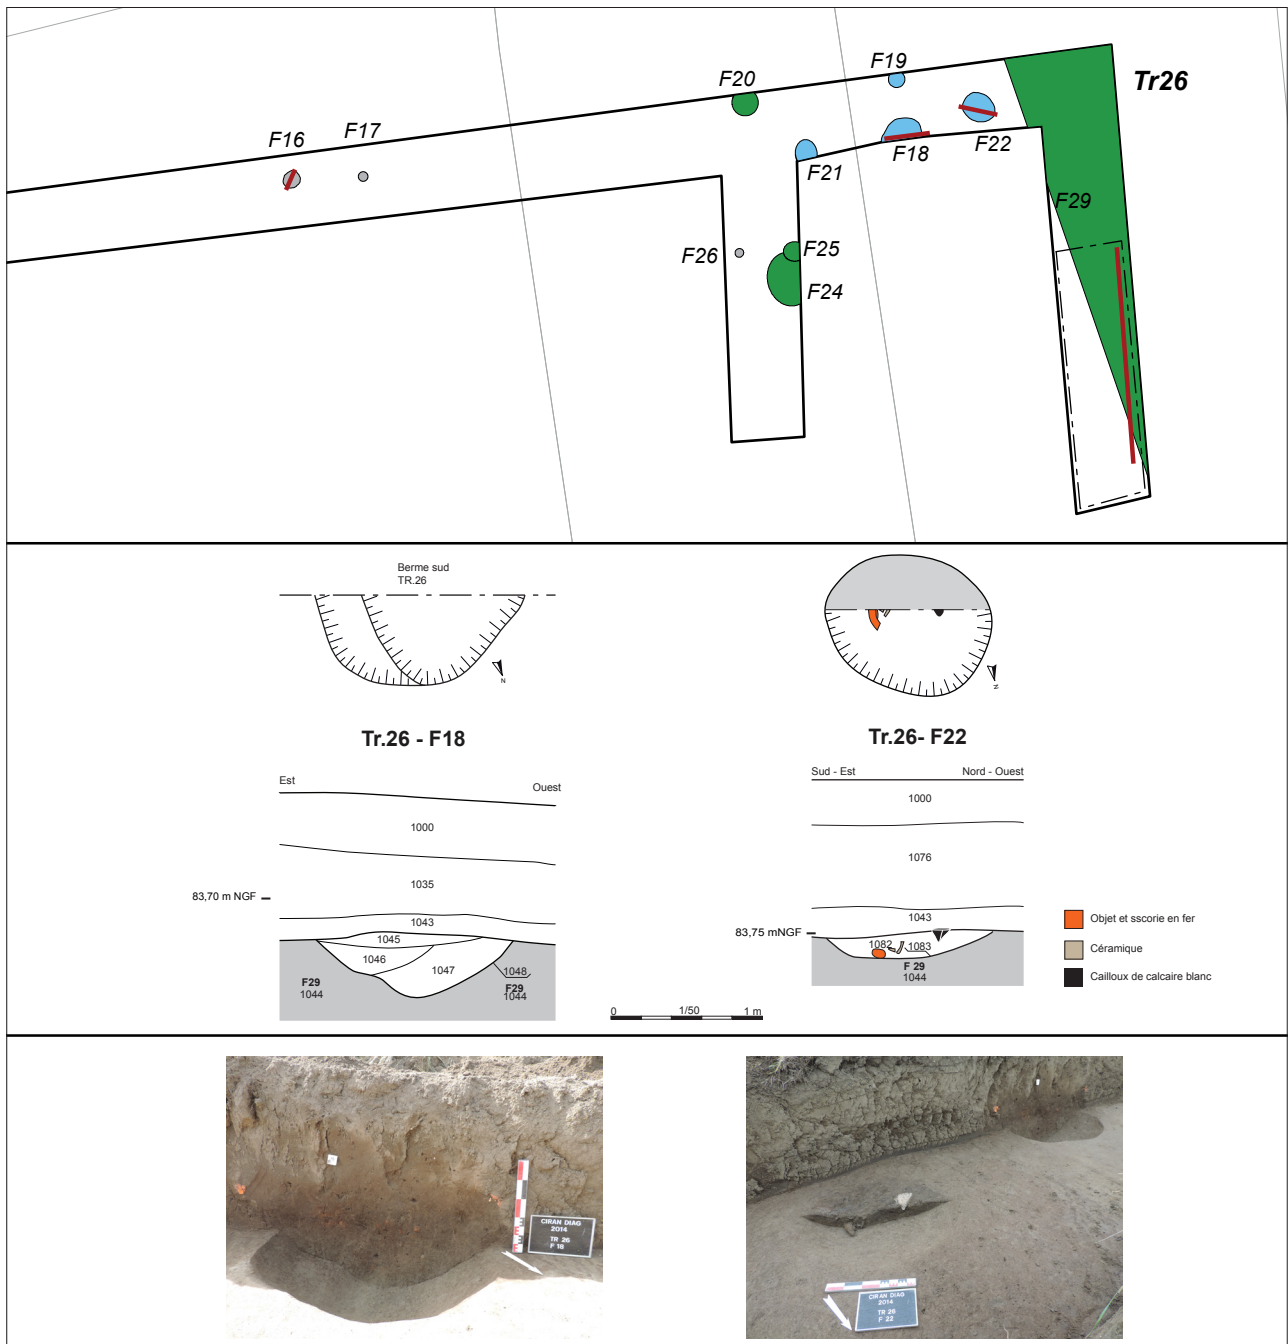 F20
F19
Tr26
F16
F17
F22
F18
F21
F29
F25
F26
F24
Berme sud
TR.26
N
N
Tr.26 - F18
Tr.26- F22
Est
Ouest
Sud - Est
Nord - Ouest
1000
1000
1035
1076
83,70 m NGF
1043
1043
83,75 mNGF
1045
1046
1047
1048
F29
1044
F29
1044
1082
1083
F 29
1044
Objet et sscorie en fer
Céramique
Cailloux de calcaire blanc
0
1/50
1 m
CIRAN DIAG
2014
TR 26
F 18
CIRAN DIAG
2014
TR 26
F 22